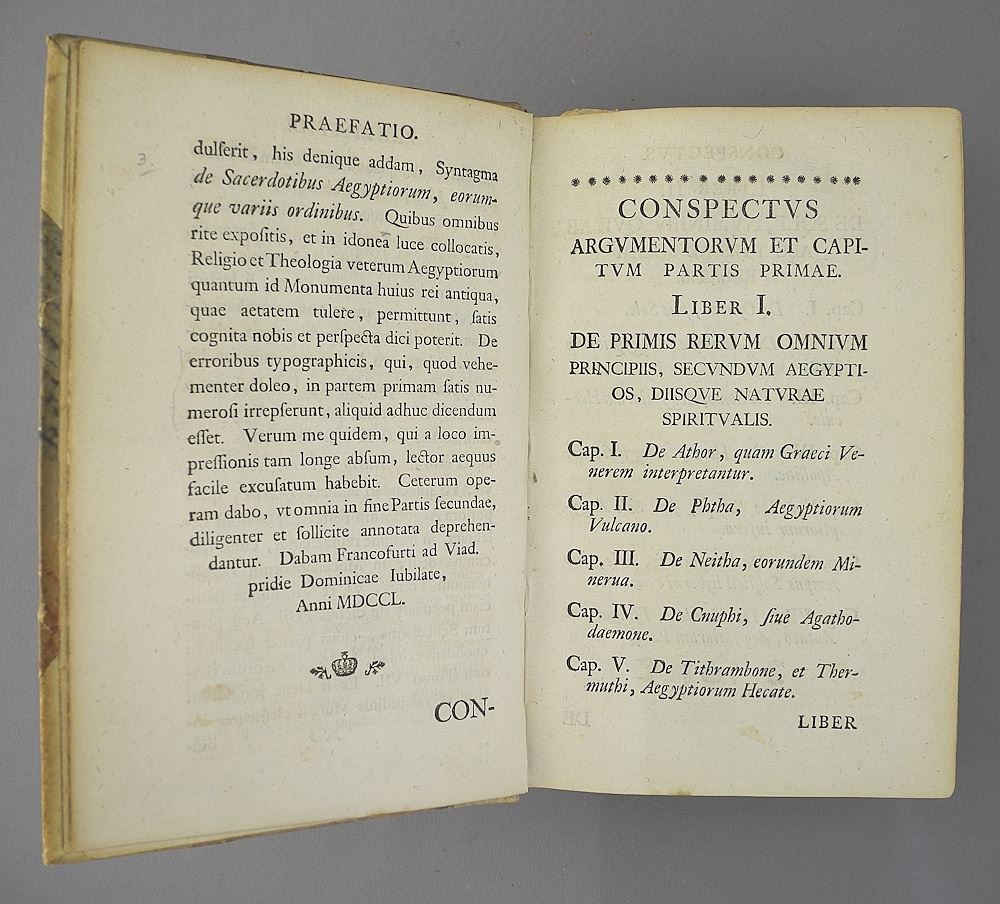 PRAEFATIO.
dulſerit, his denique addam, Syntagma
de Sacerdotibus Aegyptiorum, eorum-
que variis ordinibus. Quibus omnibus
rite expoſitis, et in idonea luce collocatis,
Religio et Theologia veterum Aegyptiorum
quantum id Monumenta huius rei antiqua,
quae aetatem tulere, permittunt, ſatis
cognita nobis et perſpecta dici poterit. De
erroribus typographicis, qui, quod vehe-
menter doleo, in partem primam ſatis nu-
meroſi irrepſerunt, aliquid adhuc dicendum
eſſet. Verum me quidem, qui a loco im-
preſſionis tam longe abſum, lector aequus
facile excuſatum habebit. Ceterum ope-
ram dabo, vt omnia in fine Partis ſecundae,
diligenter et ſollicite annotata deprehen-
dantur. Dabam Francofurti ad Viad.
pridie Dominicae Iubilate,
Anni MDCCL.
CON-
CONSPECTVS
ARGVMENTORVM ET CAPI-
TVM PARTIS PRIMAE.
LIBER I.
DE PRIMIS RERVM OMNIVM
PRINCIPIIS, SECVNDVM AEGYPTI-
OS, DIISQVE NATVRAE
SPIRITVALIS.
Cap. I. De Athor, quam Graeci Ve-
nerem interpretantur.
Cap. II. De Phtha, Aegyptiorum
Vulcano.
Cap. III. De Neitha, eorundem Mi-
nerua.
Cap. IV. De Cnuphi, ſiue Agatho-
daemone.
Cap. V. De Tithrambone, et Ther-
muthi, Aegyptiorum Hecate.
LIBER